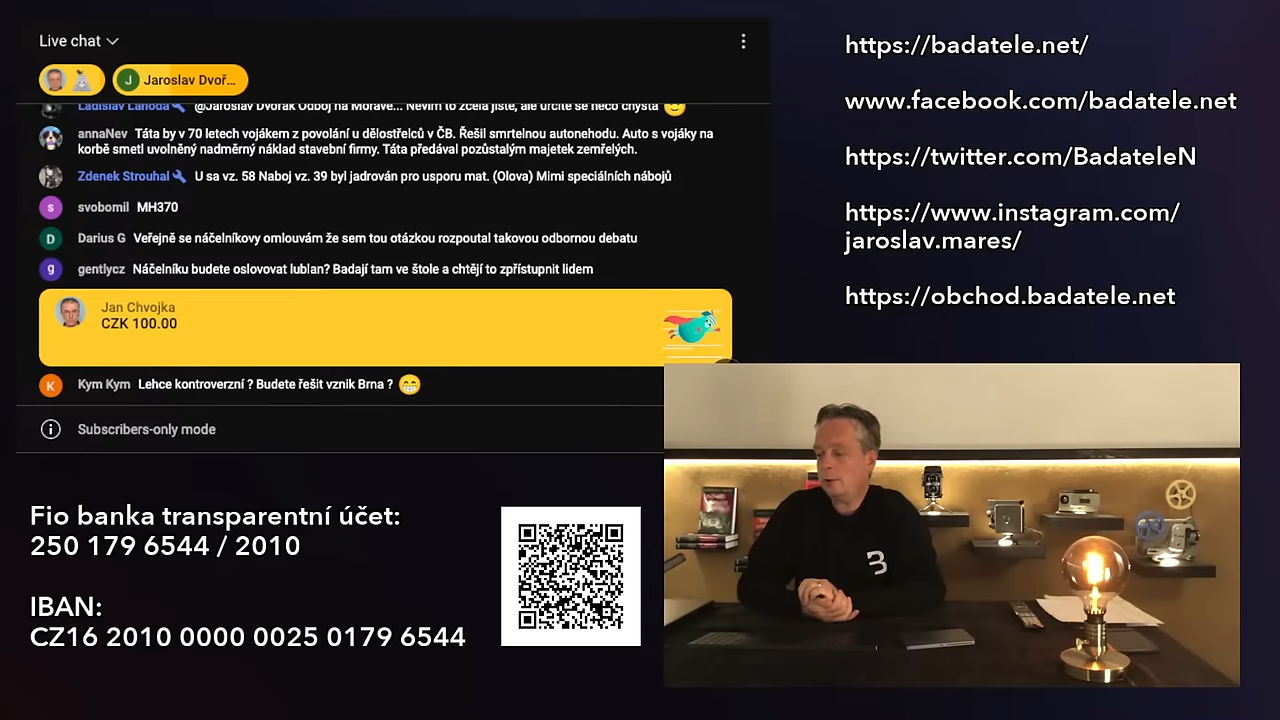 Live chat
J Jaroslav Dvoř...
Ladislav Lahoda @Jaroslav Dvořák Odboj na Moravě... Nevím to zcela jistě, ale určitě se něco chystá
annaNev Táta by v 70 letech vojákem z povolání u dělostřelců v ČB. Řešil smrtelnou autonehodu. Auto s vojáky na
korbě smetl uvolněný nadměrný náklad stavební firmy. Táta předával pozůstalým majetek zemřelých.
Zdenek Strouhal U sa vz. 58 Naboj vz. 39 byl jadrován pro usporu mat. (Olova) Mimi speciálních nábojů
s svobomil MH370
D Darius G Veřejně se náčelníkovy omlouvám že sem tou otázkou rozpoutal takovou odbornou debatu
g gentlycz Náčelníku budete oslovovat lublan? Badají tam ve štole a chtějí to zpřístupnit lidem
Jan Chvojka
CZK 100.00
K Kym Kym Lehce kontroverzní ? Budete řešit vznik Brna ?
Subscribers-only mode
https://badatele.net/
www.facebook.com/badatele.net
https://twitter.com/BadateleN
https://www.instagram.com/
jaroslav.mares/
https://obchod.badatele.net
Fio banka transparentní účet:
250 179 6544 / 2010
IBAN:
CZ16 2010 0000 0025 0179 6544